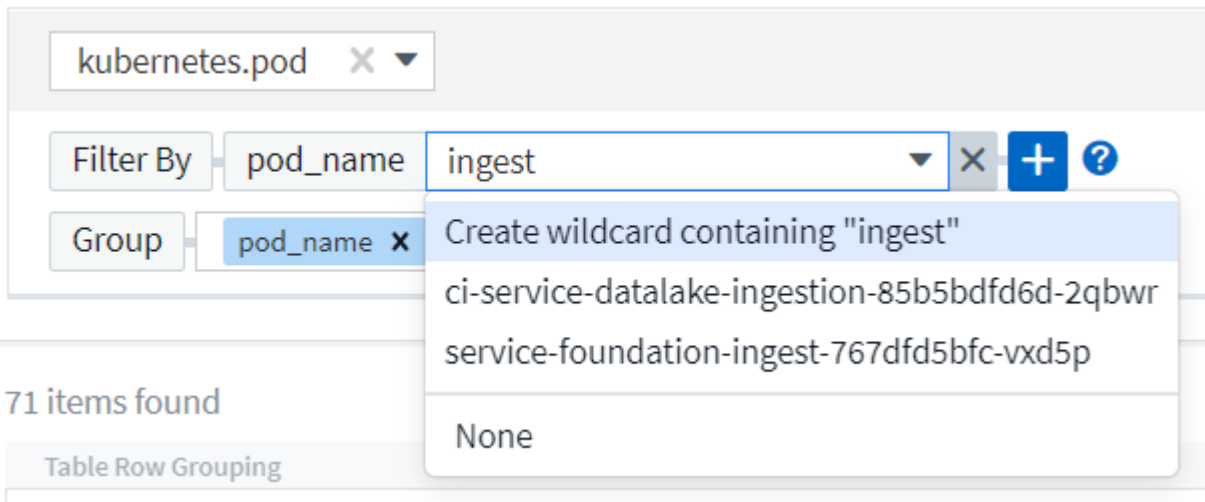 kubernetes.pod
Filter By pod_name ingest
Group pod_name
Create wildcard containing "ingest"
ci-service-datalake-ingestion-85b5bdfd6d-2qbwr
service-foundation-ingest-767dfd5bfc-vxd5p
None
71 items found
Table Row Grouping